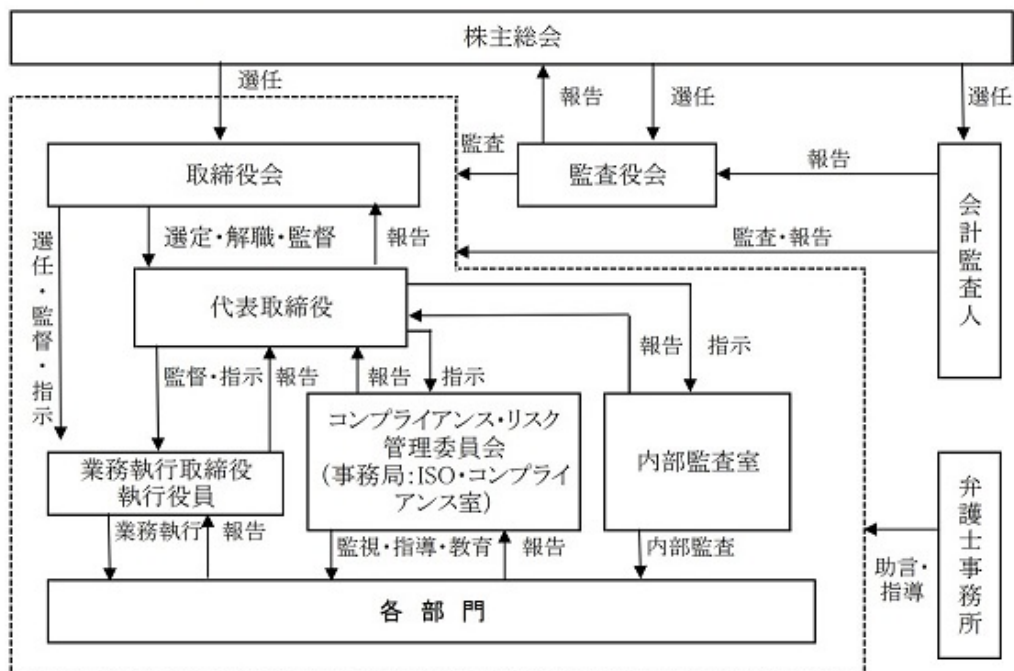 株主総会
選任
報告
選任
選任
取締役会
監査
監査役会
報告
会計監査人
選任・監督・指示
選定・解職・監督
報告
監査・報告
代表取締役
監督・指示
報告
報告
指示
報告
指示
業務執行取締役
執行役員
コンプライアンス・リスク
管理委員会
(事務局:ISO・コンプライ
アンス室)
内部監査室
弁護士事務所
業務執行
報告
監視・指導・教育
報告
内部監査
助言・
指導
各部門